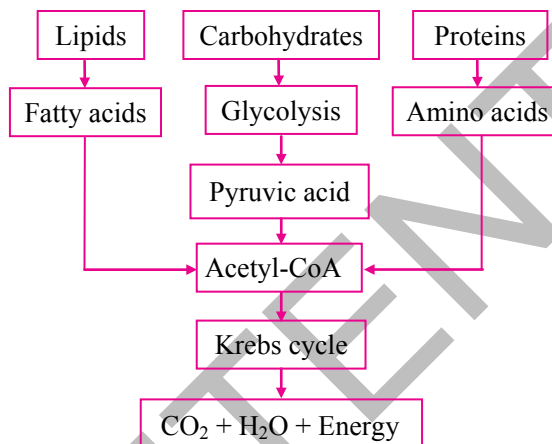 Lipids
Carbohydrates
Proteins
Fatty acids
Glycolysis
Amino acids
Pyruvic acid
Acetyl-CoA
Krebs cycle
CO₂ + H₂O + Energy